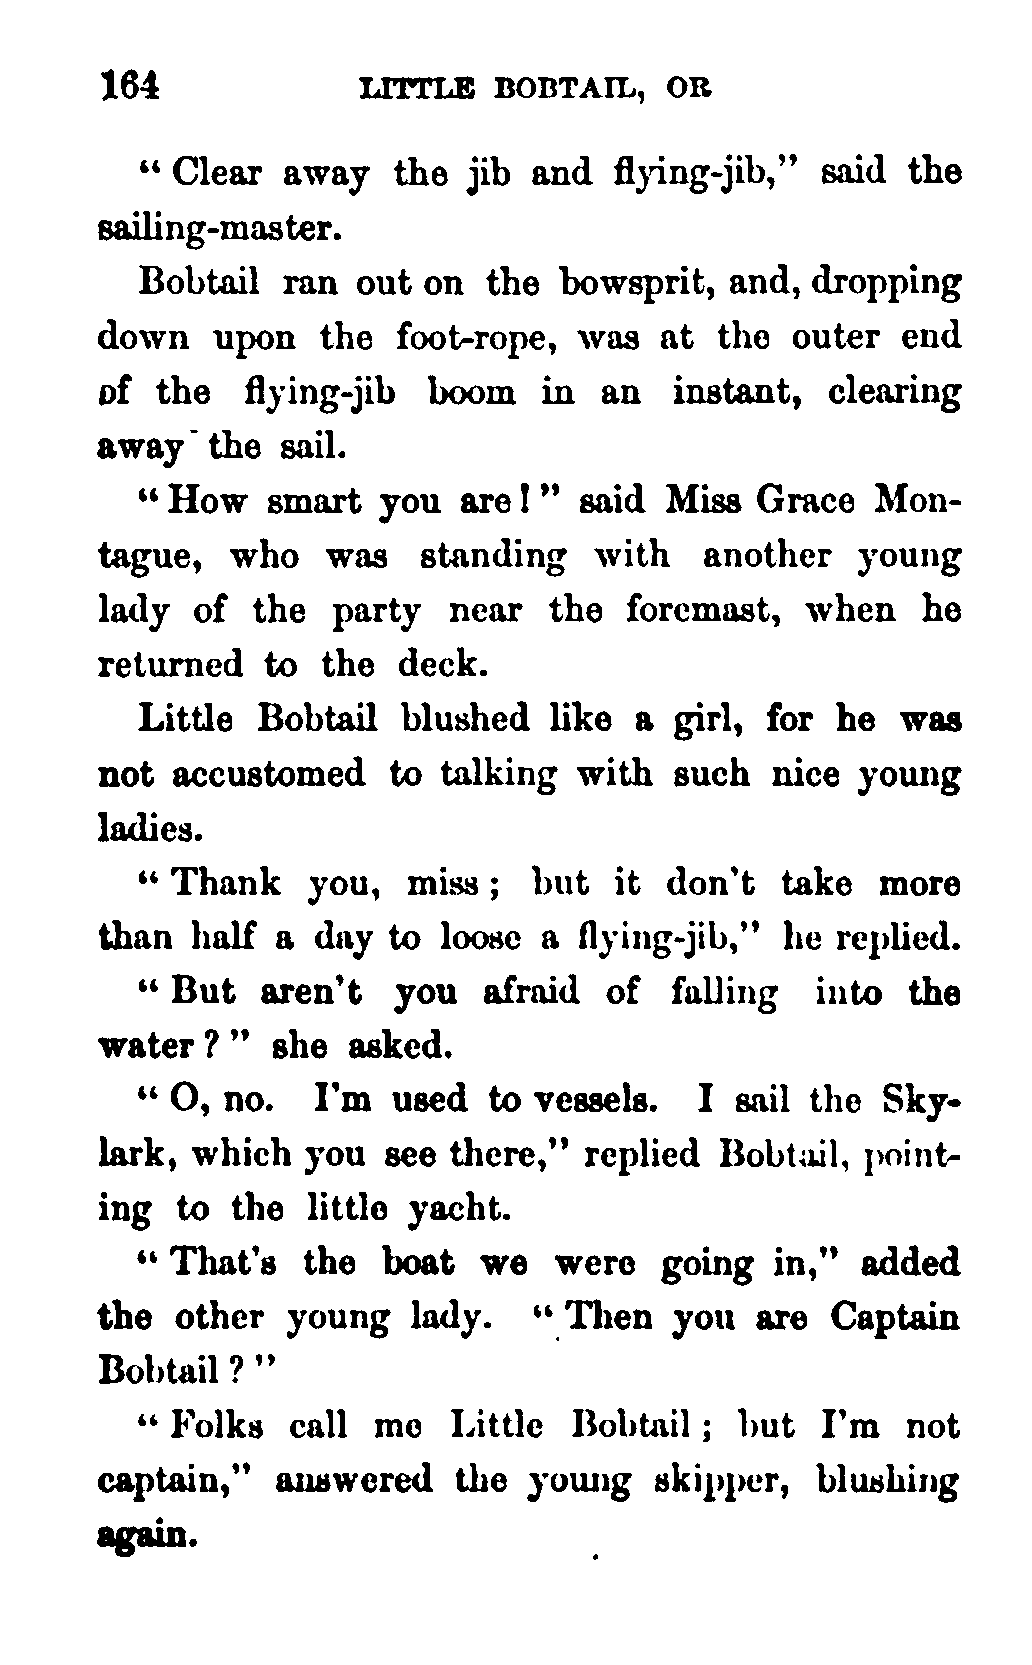 164 LITTLE BOBTAIL, OR
“Clear away the jib and flying-jib,” said the
sailing-master.
Bobtail ran out on the bowsprit, and, dropping
down upon the foot-rope, was at the outer end
of the flying-jib boom in an instant, clearing
away the sail.
“How smart you are!” said Miss Grace Mon-
tague, who was standing with another young
lady of the party near the foremast, when he
returned to the deck.
Little Bobtail blushed like a girl, for he was
not accustomed to talking with such nice young
ladies.
“Thank you, miss; but it don't take more
than half a day to loose a flying-jib,” he replied.
“But aren't you afraid of falling into the
water?” she asked.
“O, no. I'm used to vessels. I sail the Sky-
lark, which you see there,” replied Bobtail, point-
ing to the little yacht.
“That's the boat we were going in,” added
the other young lady. “Then you are Captain
Bobtail?”
“Folks call me Little Bobtail; but I'm not
captain,” answered the young skipper, blushing
again.